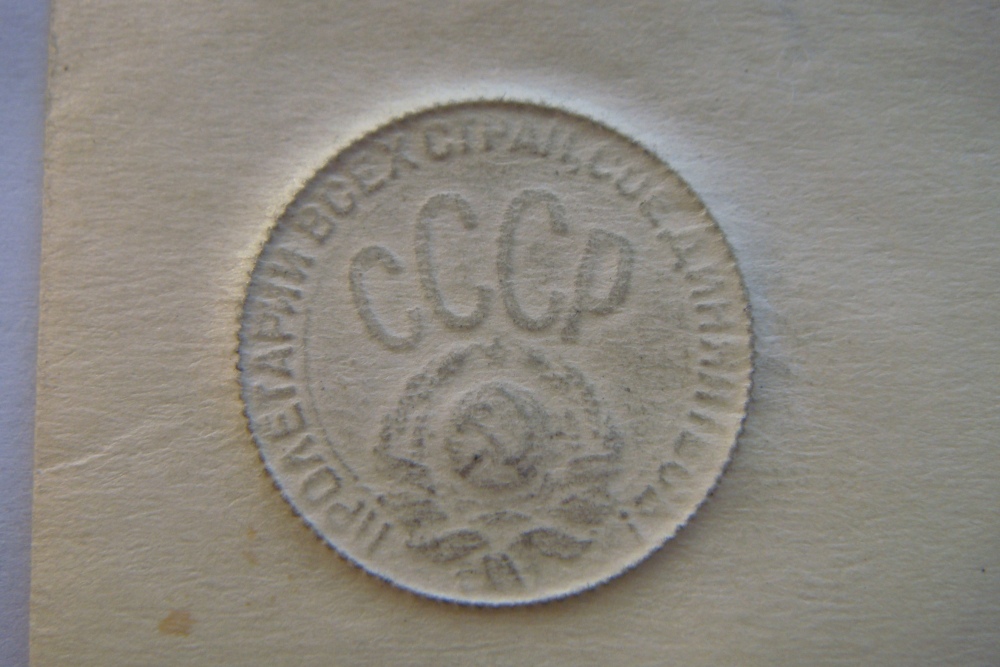 ПРОЛЕТАРИИ ВСЕХ СТРАН, СОЕДИНЯЙТЕСЬ!
СССР